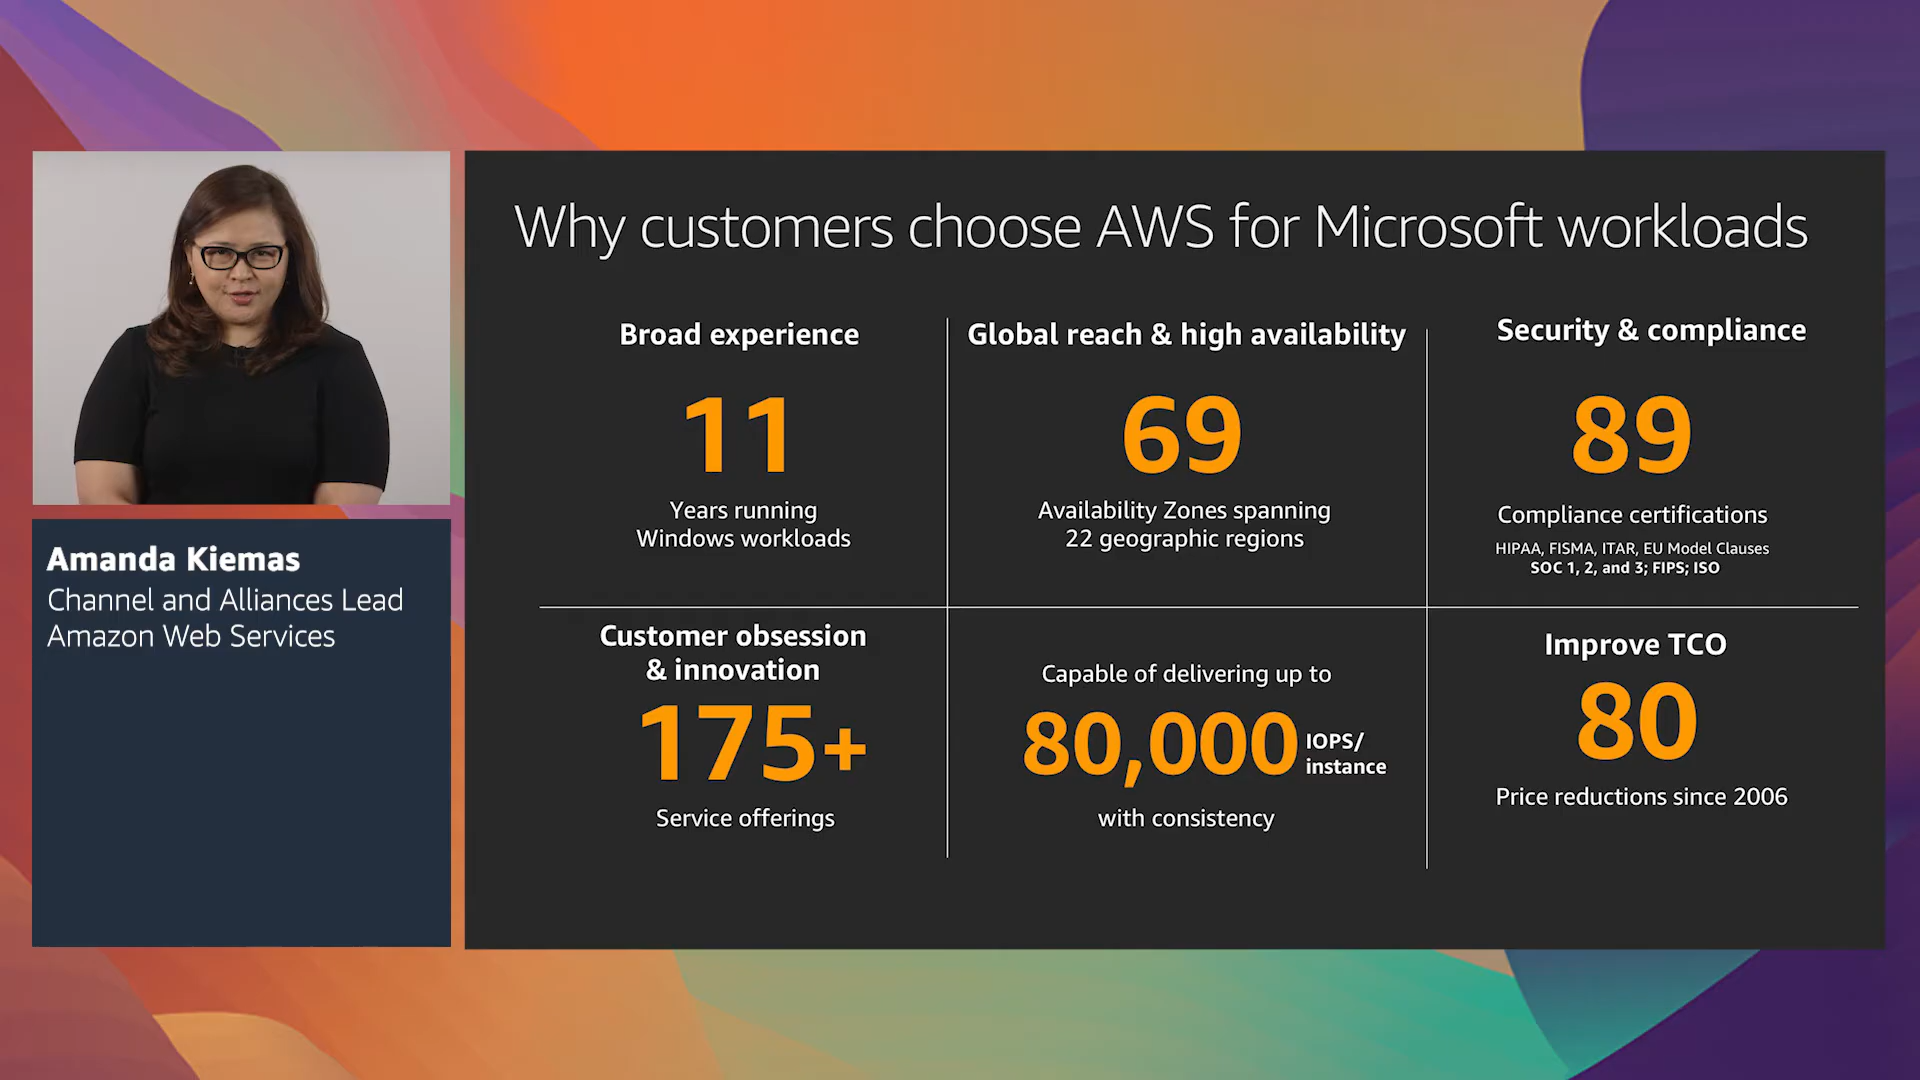 Why customers choose AWS for Microsoft workloads
Broad experience
11
Years running
Windows workloads
Global reach & high availability
69
Availability Zones spanning
22 geographic regions
Security & compliance
89
Compliance certifications
HIPAA, FISMA, ITAR, EU Model Clauses
SOC 1, 2, and 3; FIPS; ISO
Customer obsession
& innovation
175+
Service offerings
Capable of delivering up to
80,000 IOPS/
instance
with consistency
Improve TCO
80
Price reductions since 2006
Amanda Kiemas
Channel and Alliances Lead
Amazon Web Services